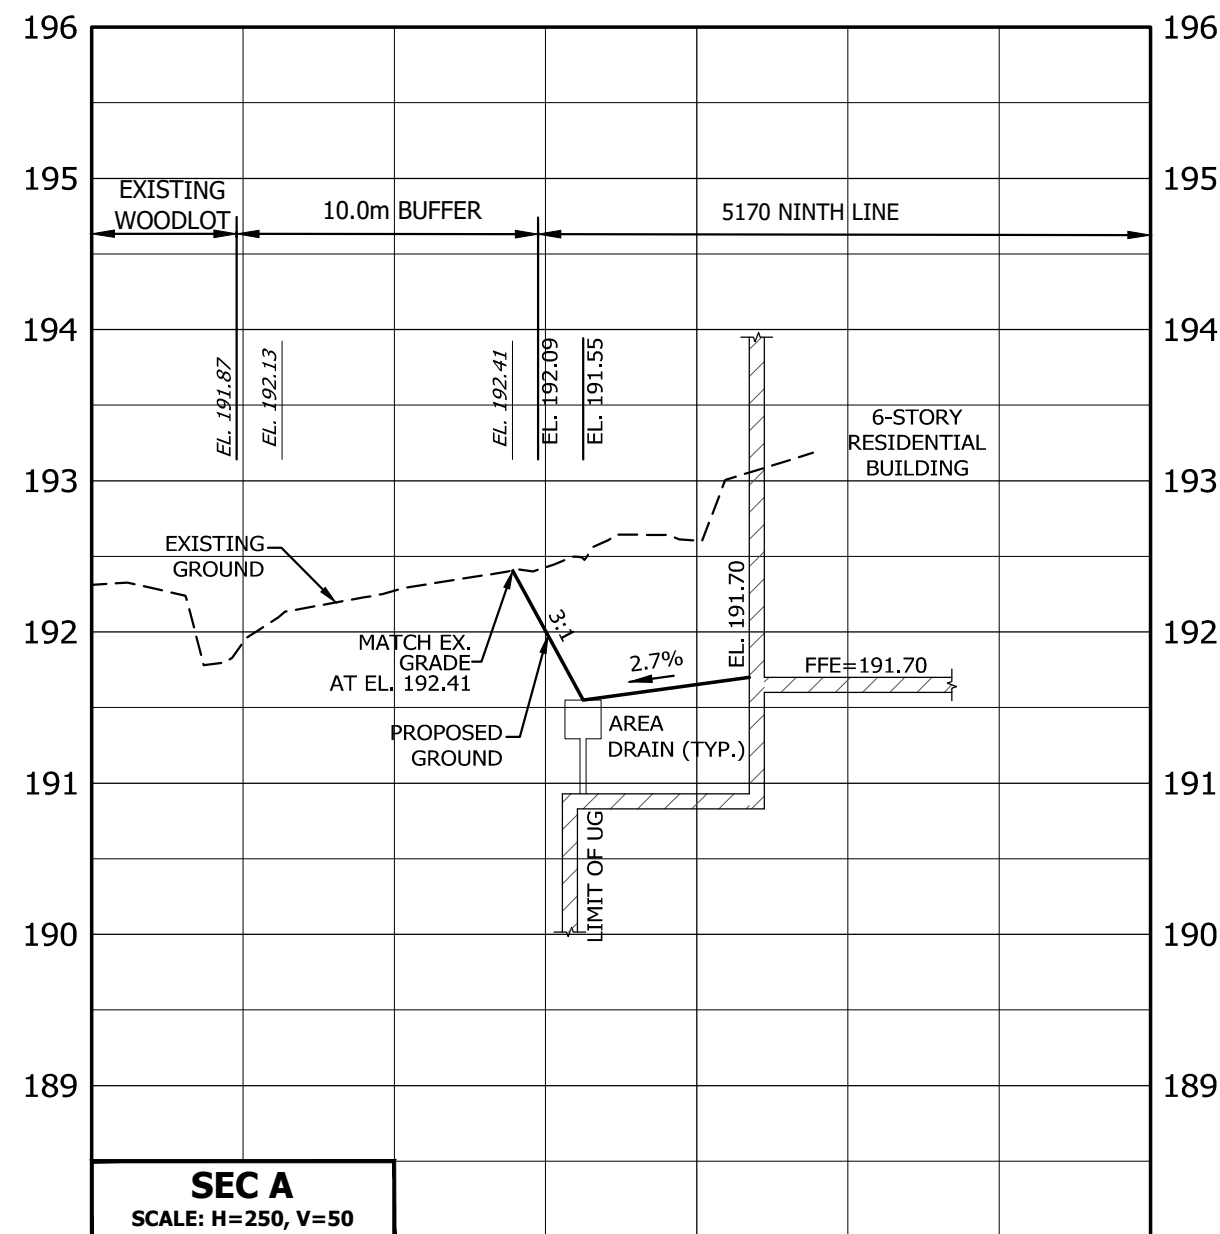 196
196
195
195
EXISTING
WOODLOT
10.0m BUFFER
5170 NINTH LINE
194
194
EL. 191.87
EL. 192.13
EL. 192.41
EL. 192.09
EL. 191.55
6-STORY
RESIDENTIAL
BUILDING
193
193
EXISTING
GROUND
EL. 191.70
3:1
192
192
MATCH EX.
GRADE
AT EL. 192.41
2.7%
FFE=191.70
PROPOSED
GROUND
AREA
DRAIN (TYP.)
191
191
LIMIT OF UG
190
190
189
189
SEC A
SCALE: H=250, V=50